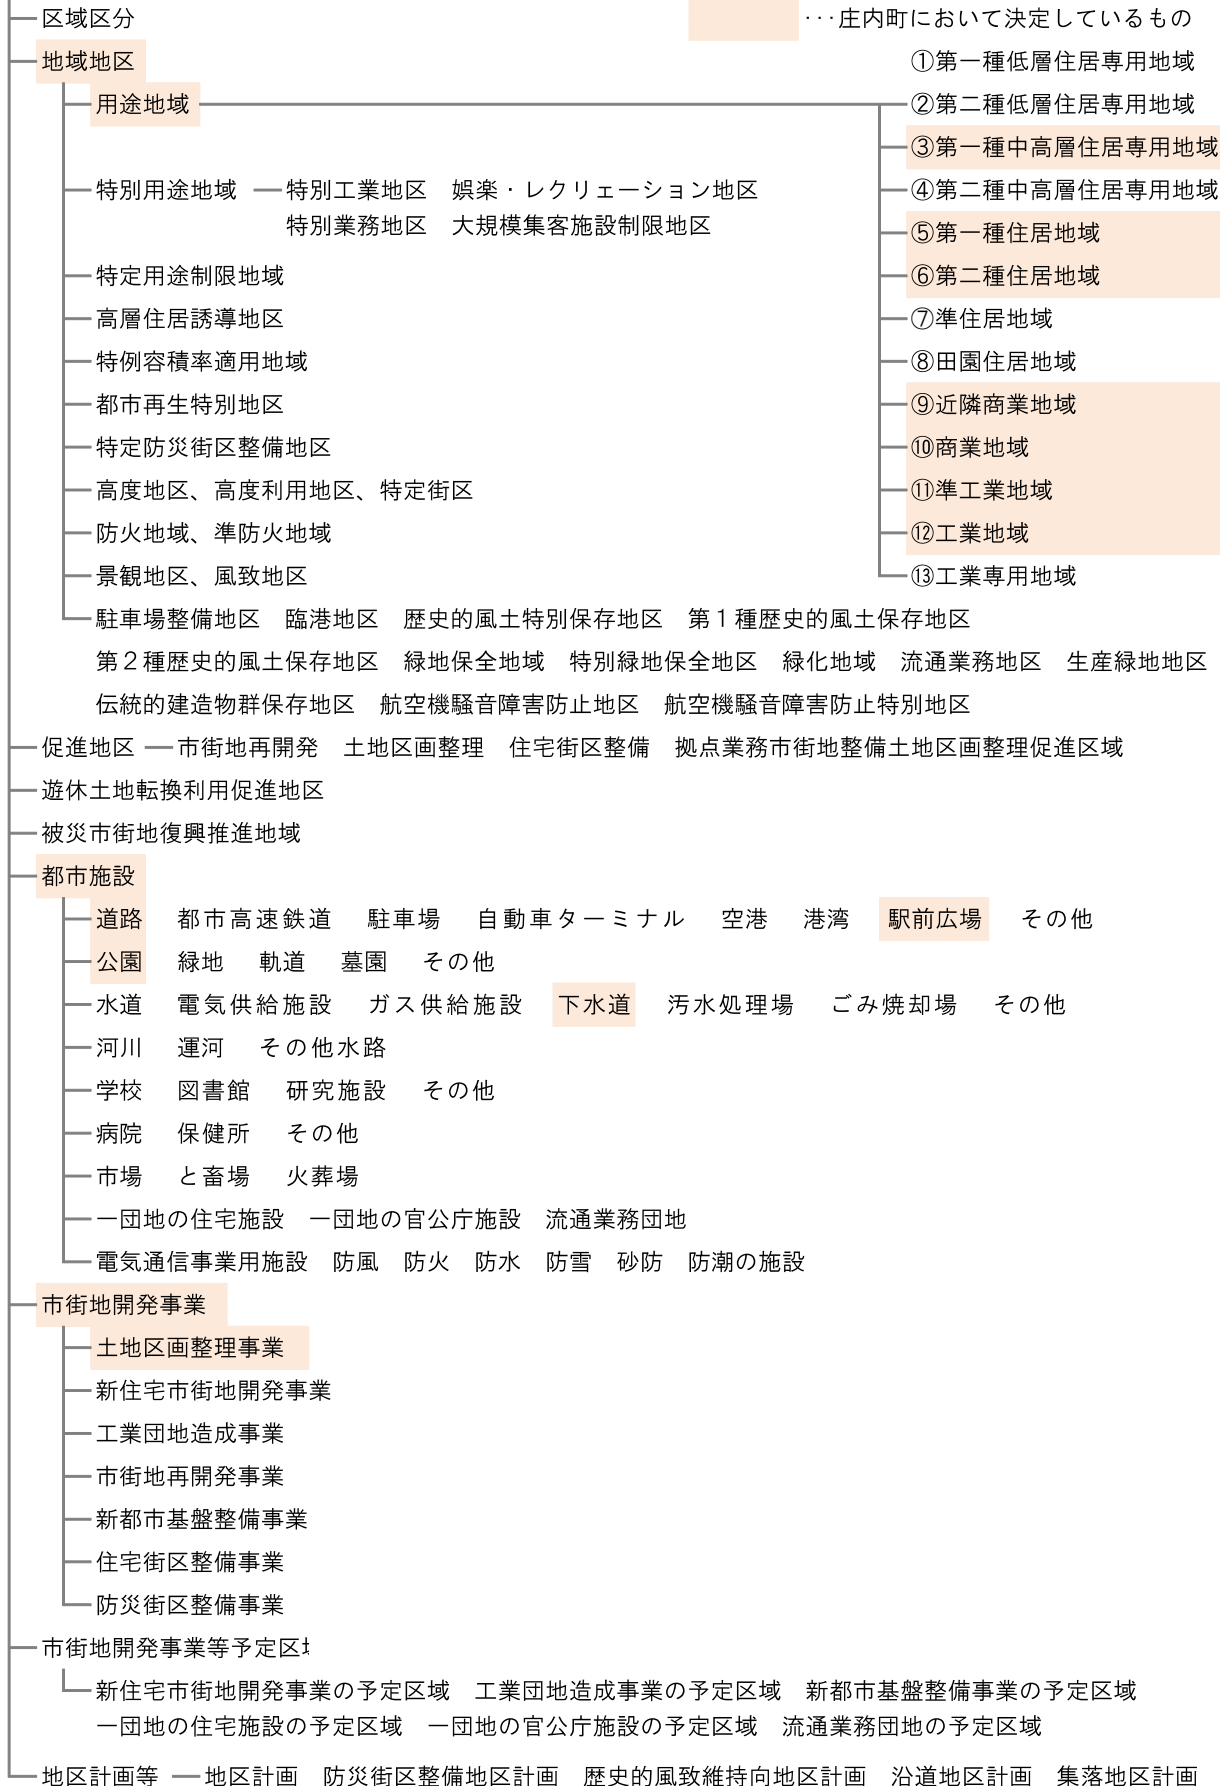 区域区分
･･･庄内町において決定しているもの
地域地区
①第一種低層住居専用地域
用途地域
②第二種低層住居専用地域
③第一種中高層住居専用地域
特別用途地域 特別工業地区 娯楽・レクリェーション地区
④第二種中高層住居専用地域
特別業務地区 大規模集客施設制限地区
⑤第一種住居地域
特定用途制限地域
⑥第二種住居地域
高層住居誘導地区
⑦準住居地域
特例容積率適用地域
⑧田園住居地域
都市再生特別地区
⑨近隣商業地域
特定防災街区整備地区
⑩商業地域
高度地区、高度利用地区、特定街区
⑪準工業地域
防火地域、準防火地域
⑫工業地域
景観地区、風致地区
⑬工業専用地域
駐車場整備地区 臨港地区 歴史的風土特別保存地区 第１種歴史的風土保存地区
第２種歴史的風土保存地区 緑地保全地域 特別緑地保全地区 緑化地域 流通業務地区 生産緑地地区
伝統的建造物群保存地区 航空機騒音障害防止地区 航空機騒音障害防止特別地区
促進地区 市街地再開発 土地区画整理 住宅街区整備 拠点業務市街地整備土地区画整理促進区域
遊休土地転換利用促進地区
被災市街地復興推進地域
都市施設
道路 都市高速鉄道 駐車場 自動車ターミナル 空港 港湾 駅前広場 その他
公園 緑地 軌道 墓園 その他
水道 電気供給施設 ガス供給施設 下水道 汚水処理場 ごみ焼却場 その他
河川 運河 その他水路
学校 図書館 研究施設 その他
病院 保健所 その他
市場 と畜場 火葬場
一団地の住宅施設 一団地の官公庁施設 流通業務団地
電気通信事業用施設 防風 防火 防水 防雪 砂防 防潮の施設
市街地開発事業
土地区画整理事業
新住宅市街地開発事業
工業団地造成事業
市街地再開発事業
新都市基盤整備事業
住宅街区整備事業
防災街区整備事業
市街地開発事業等予定区
新住宅市街地開発事業の予定区域 工業団地造成事業の予定区域 新都市基盤整備事業の予定区域
一団地の住宅施設の予定区域 一団地の官公庁施設の予定区域 流通業務団地の予定区域
地区計画等 地区計画 防災街区整備地区計画 歴史的風致維持向地区計画 沿道地区計画 集落地区計画